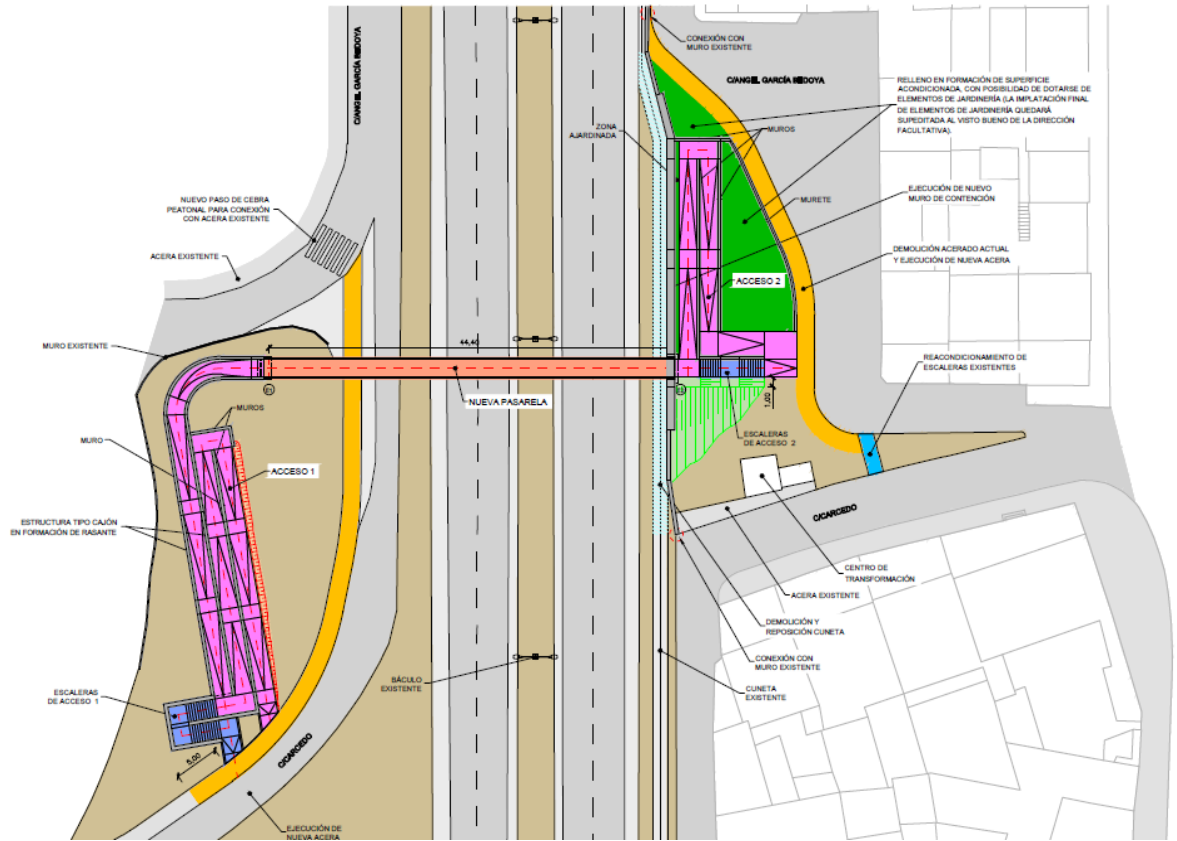 CONEXIÓN CON
MURO EXISTENTE
C/ANGEL GARCÍA BEDOYA
C/ANGEL GARCÍA BEDOYA
RELLENO EN FORMACIÓN DE SUPERFICIE
ACONDICIONADA, CON POSIBILIDAD DE DOTARSE DE
ELEMENTOS DE JARDINERÍA (LA IMPLATACIÓN FINAL
DE ELEMENTOS DE JARDINERÍA QUEDARÁ
SUPEDITADA AL VISTO BUENO DE LA DIRECCIÓN
FACULTATIVA).
ZONA
AJARDINADA
MUROS
NUEVO PASO DE CEBRA
PEATONAL PARA CONEXIÓN
CON ACERA EXISTENTE
EJECUCIÓN DE NUEVO
MURO DE CONTENCIÓN
MURETE
ACERA EXISTENTE
DEMOLICIÓN ACERADO ACTUAL
Y EJECUCIÓN DE NUEVA ACERA
ACCESO 2
MURO EXISTENTE
44,40
REACONDICIONAMIENTO DE
ESCALERAS EXISTENTES
E1
E2
NUEVA PASARELA
1,00
MUROS
MURO
ESCALERAS
DE ACCESO 2
ACCESO 1
ESTRUCTURA TIPO CAJÓN
EN FORMACIÓN DE RASANTE
C/CARCEDO
CENTRO DE
TRANSFORMACIÓN
ACERA EXISTENTE
DEMOLICIÓN Y
REPOSICIÓN CUNETA
CONEXIÓN CON
MURO EXISTENTE
BÁCULO
EXISTENTE
CUNETA
EXISTENTE
ESCALERAS
DE ACCESO 1
5,00
C/CARCEDO
EJECUCIÓN DE
NUEVA ACERA